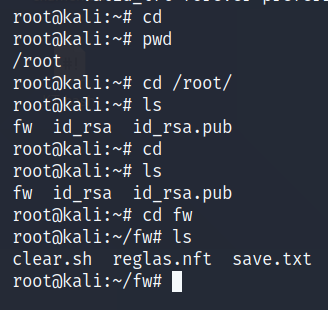 root@kali:~# cd
root@kali:~# pwd
/root
root@kali:~# cd /root/
root@kali:~# ls
fw  id_rsa  id_rsa.pub
root@kali:~# cd
root@kali:~# ls
fw  id_rsa  id_rsa.pub
root@kali:~# cd fw
root@kali:~/fw# ls
clear.sh  reglas.nft  save.txt
root@kali:~/fw#